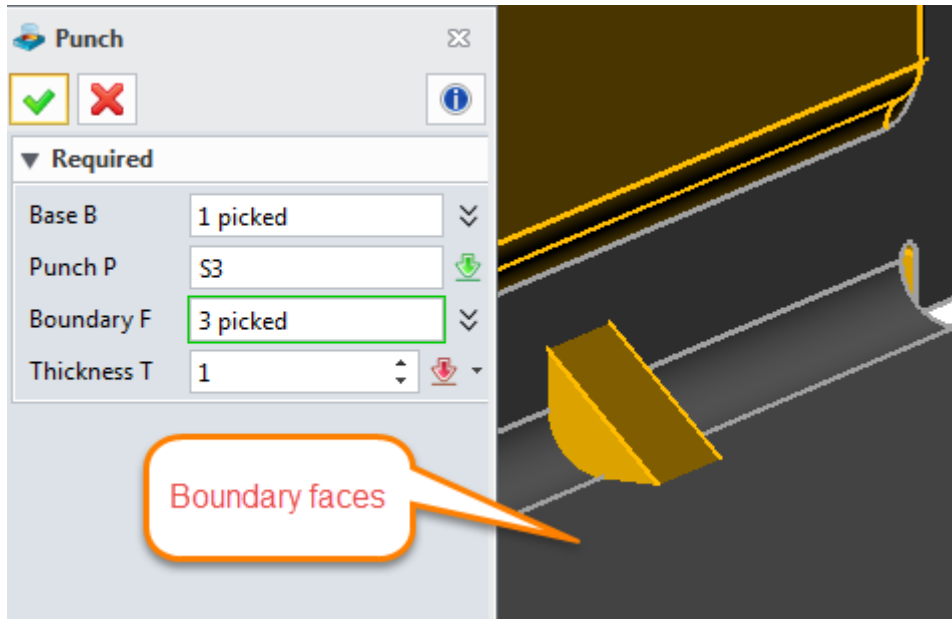 Punch
Required
Base B 1 picked
Punch P S3
Boundary F 3 picked
Thickness T 1
Boundary faces